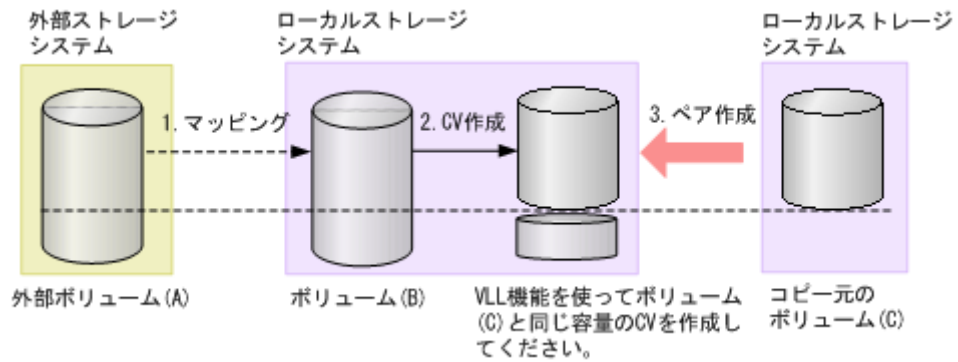 外部ストレージ
システム
ローカルストレージ
システム
ローカルストレージ
システム
1.マッピング
2.CV作成
3.ペア作成
外部ボリューム(A)
ボリューム(B)
VLL機能を使ってボリューム
(C)と同じ容量のCVを作成し
てください。
コピー元の
ボリューム(C)